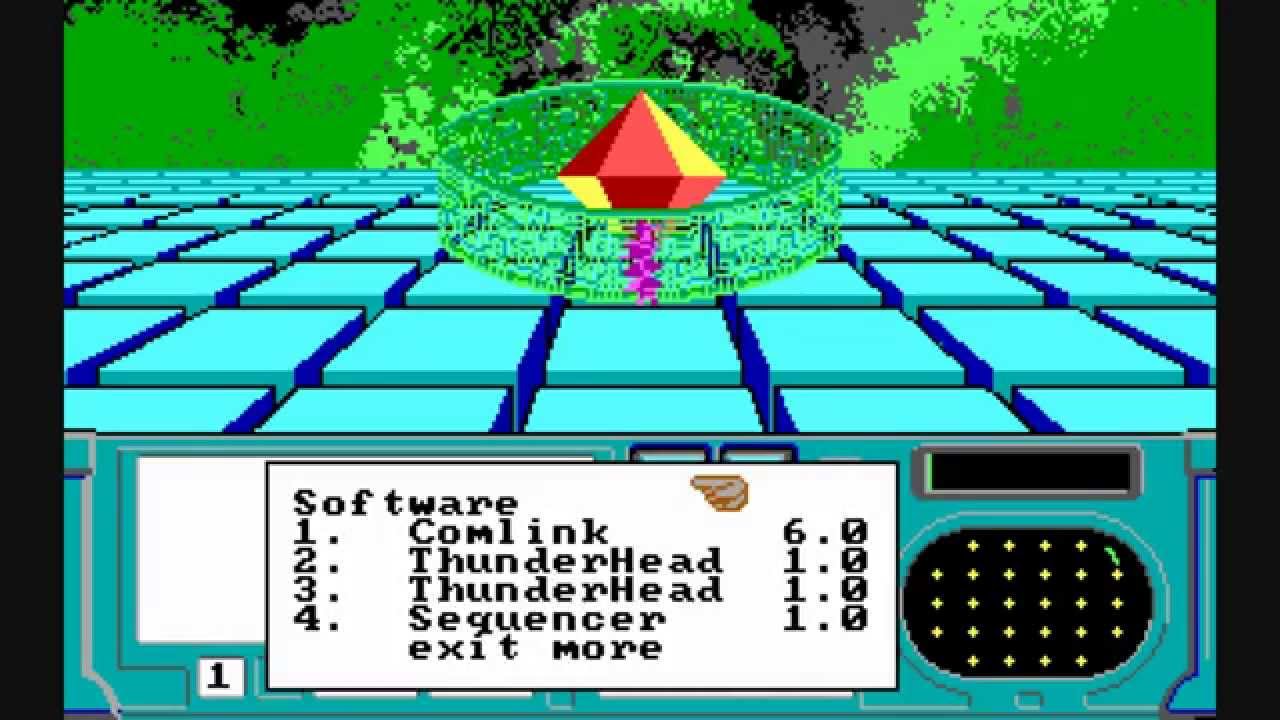 Software
1. Comlink 6.0
2. ThunderHead 1.0
3. ThunderHead 1.0
4. Sequencer 1.0
exit more
1